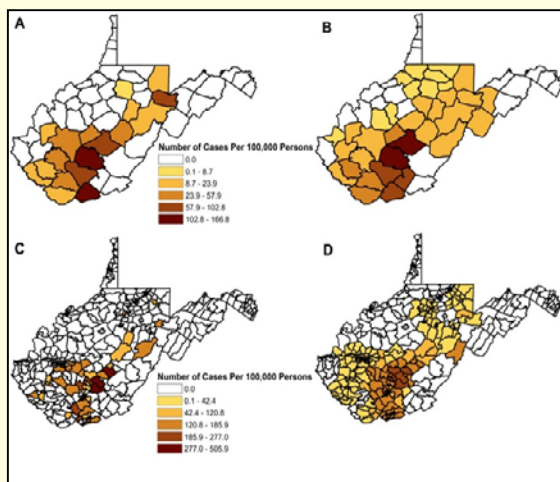 A
B
Number of Cases Per 100,000 Persons
0.0
0.1 - 8.7
8.7 - 23.9
23.9 - 57.9
57.9 - 102.8
102.8 - 166.8
C
D
Number of Cases Per 100,000 Persons
0.0
0.1 - 42.4
42.4 - 120.8
120.8 - 185.9
185.9 - 277.0
277.0 - 505.9